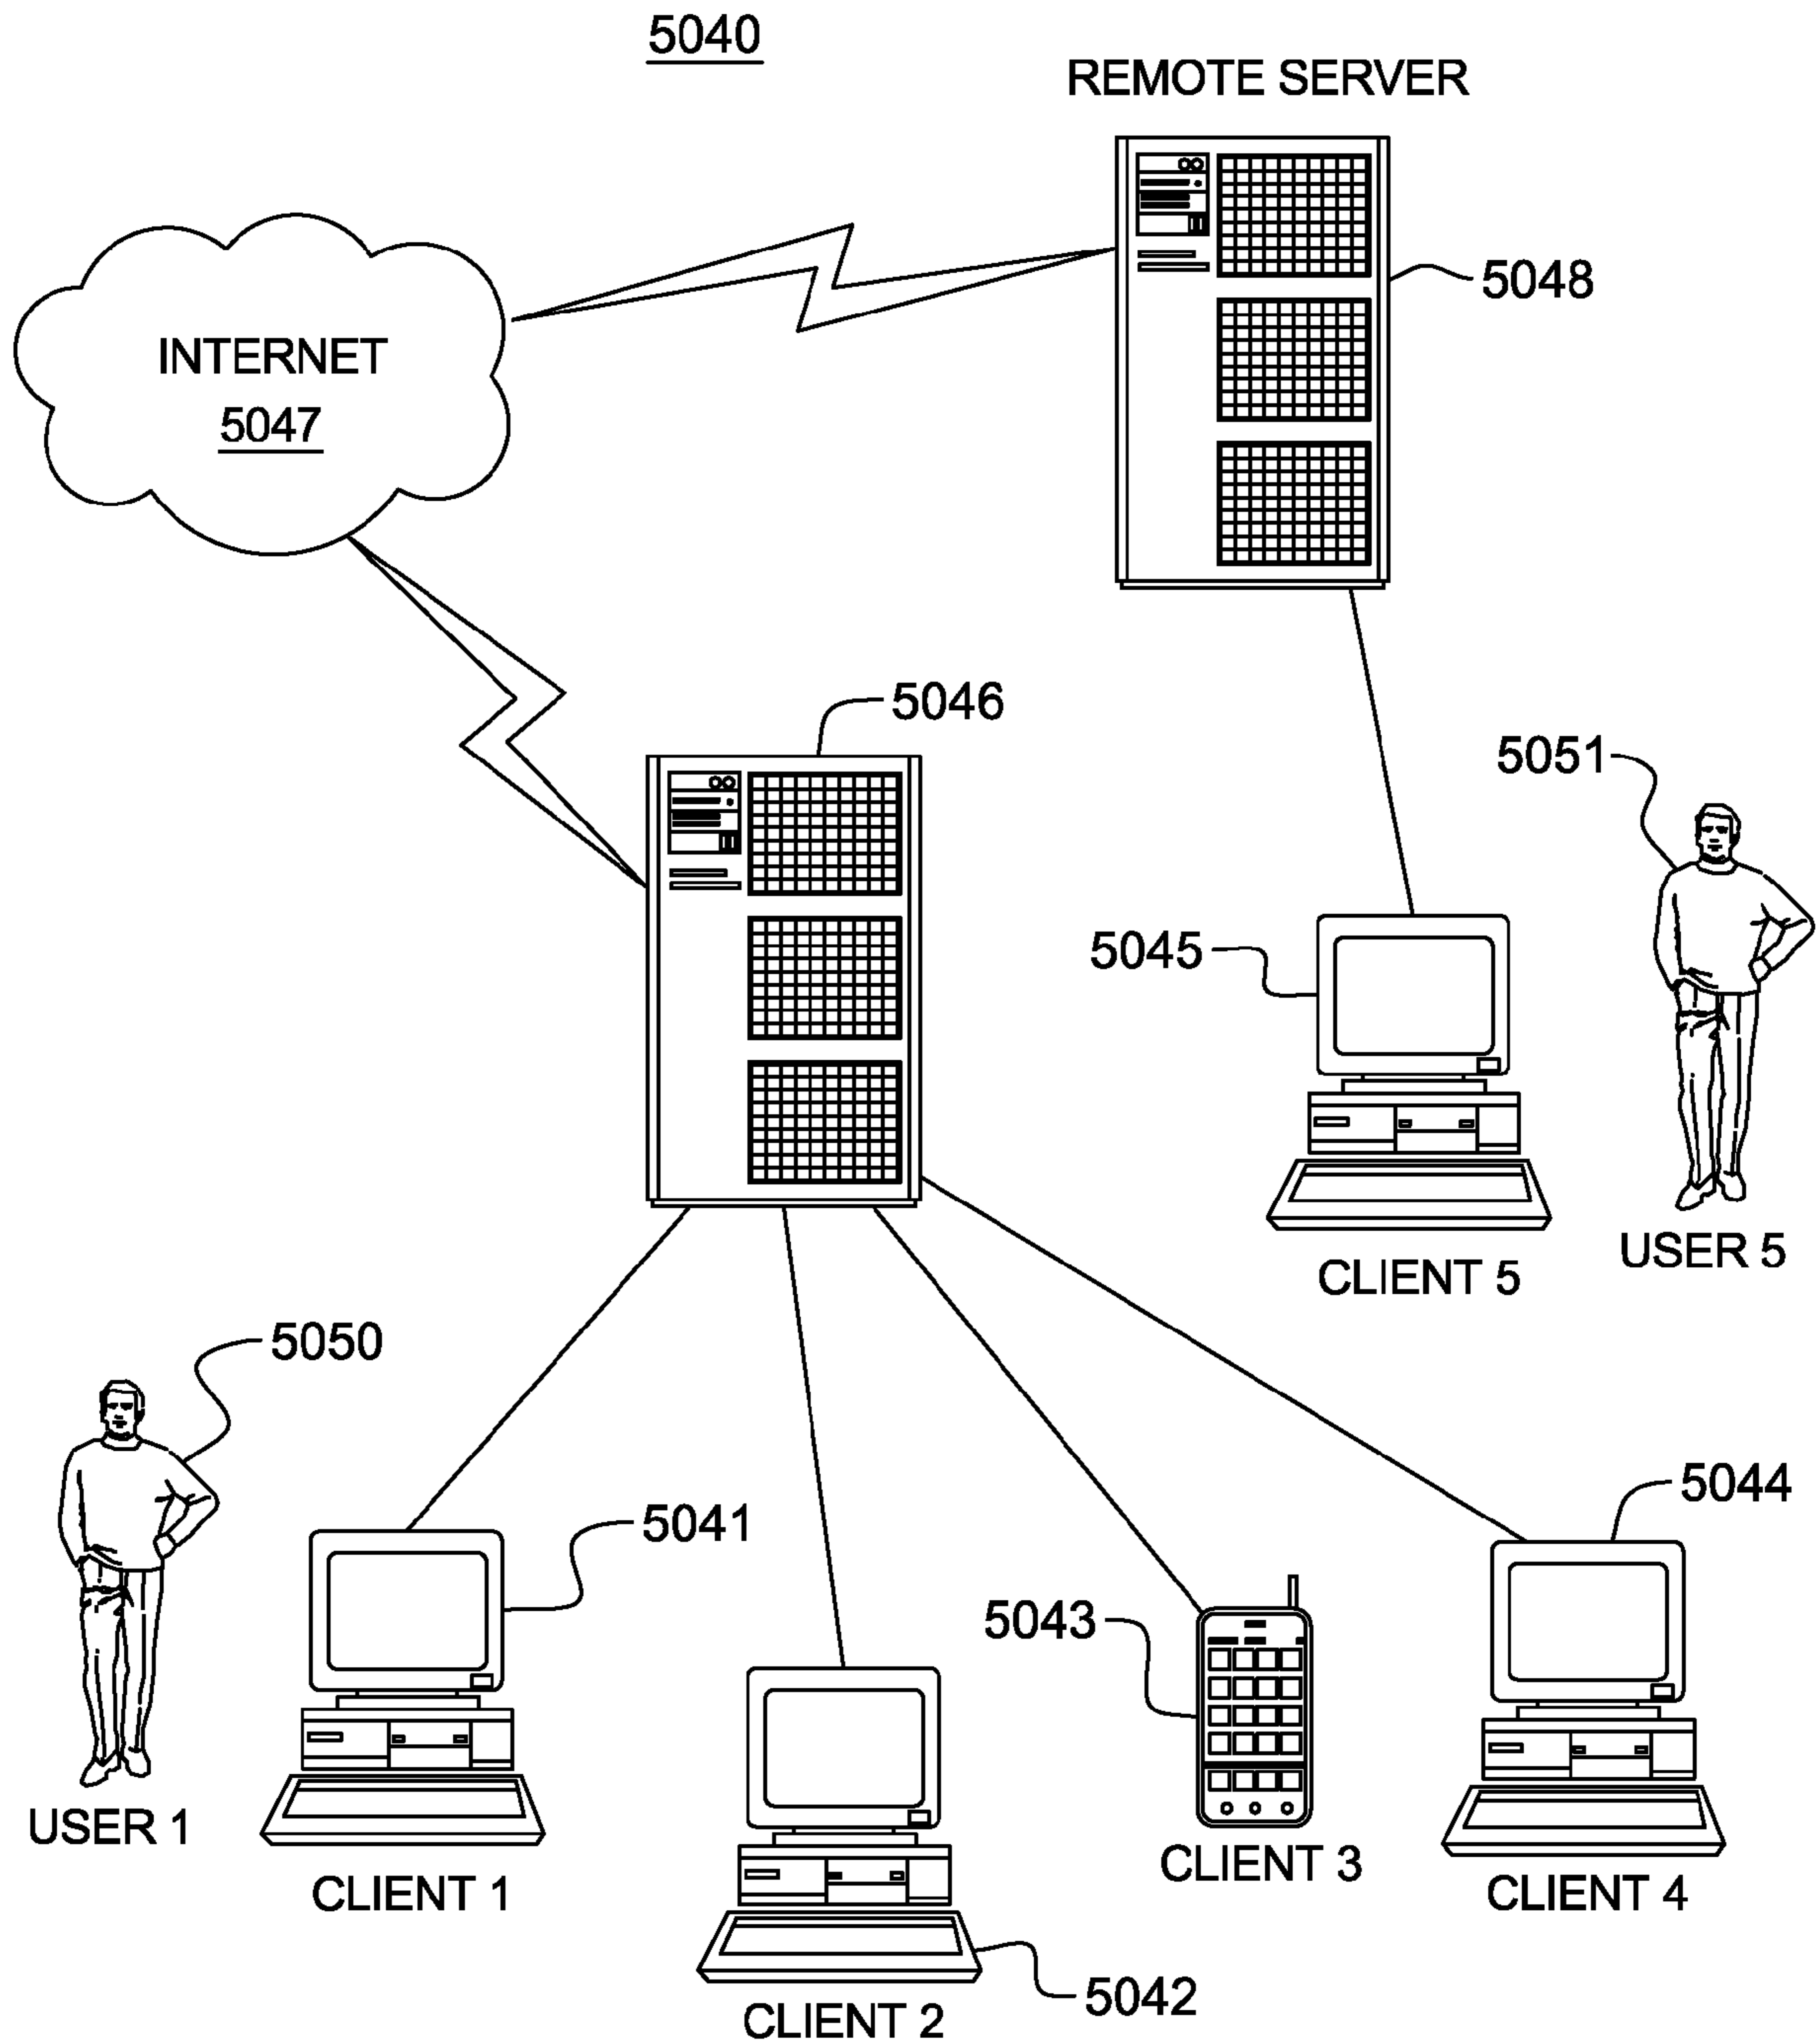 5040
REMOTE SERVER
5048
INTERNET
5047
5046
5051
5045
USER 5
CLIENT 5
5050
5041
5044
5043
USER 1
CLIENT 1
CLIENT 3
CLIENT 4
5042
CLIENT 2